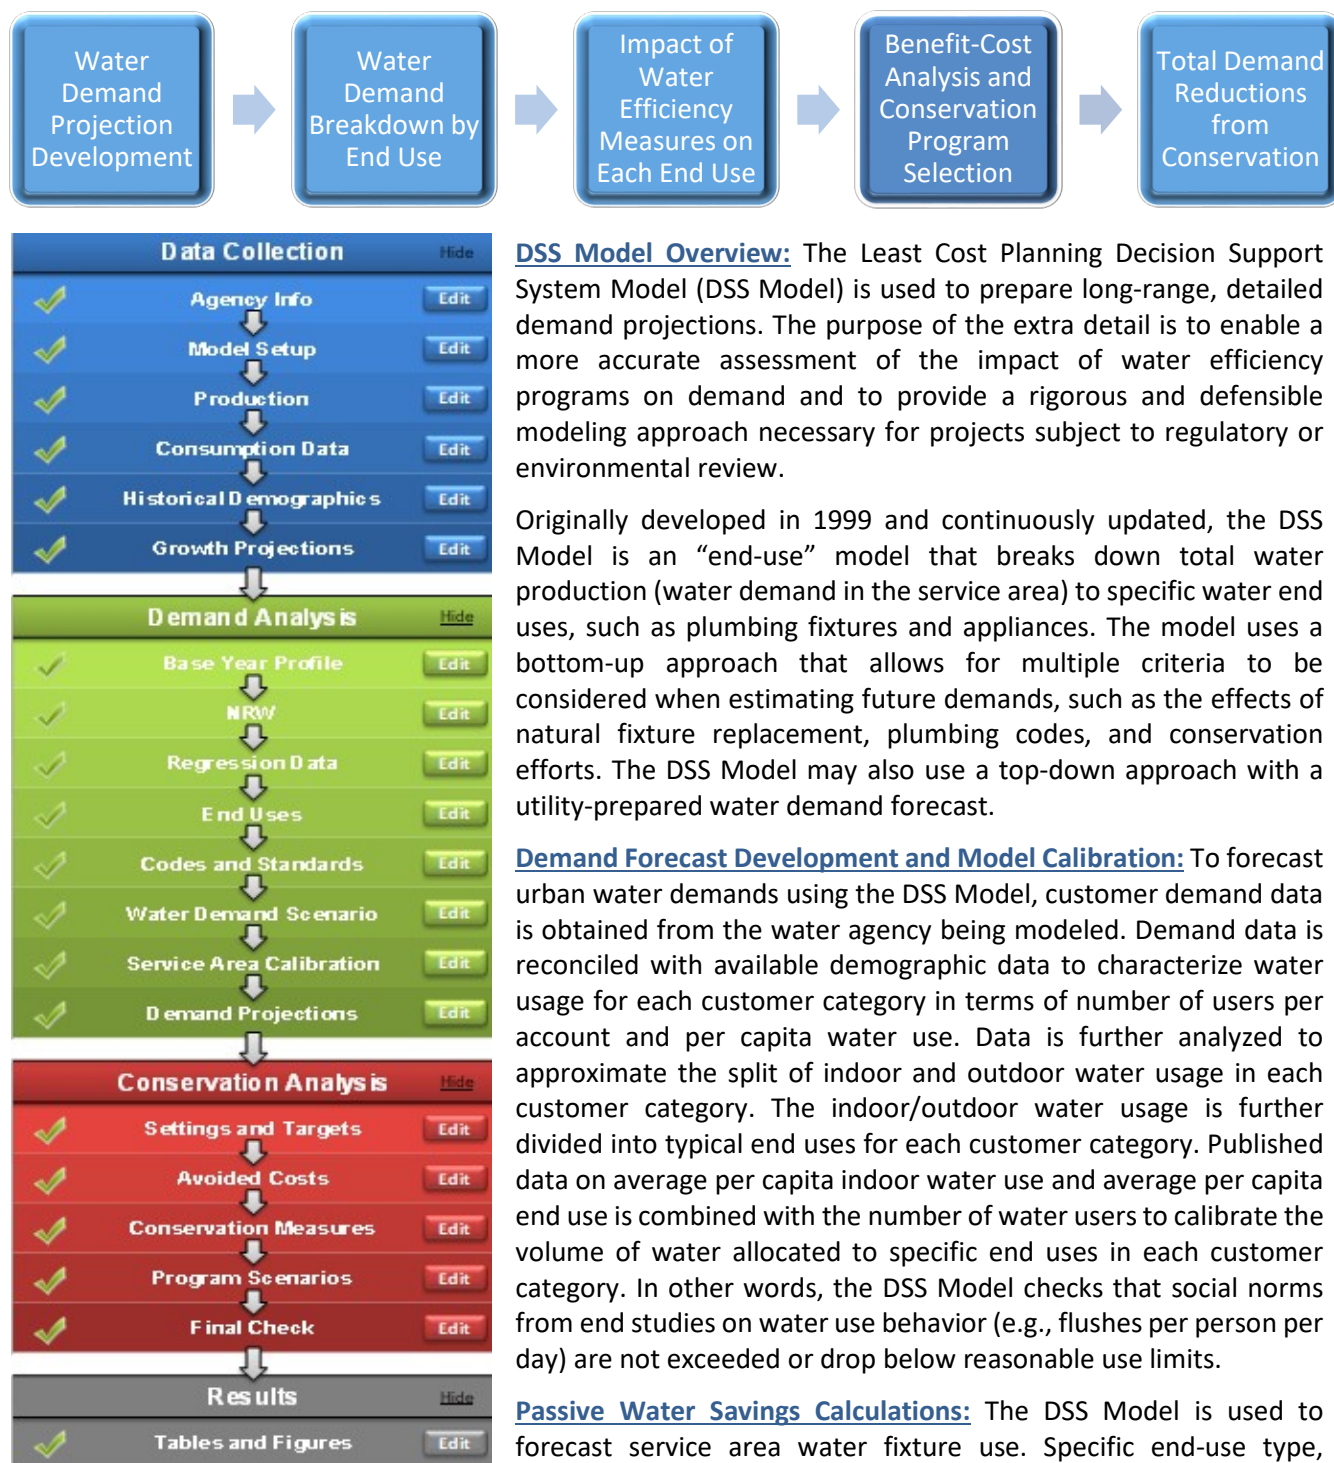 Water
Demand
Projection
Development
Water
Demand
Breakdown by
End Use
Impact of
Water
Efficiency
Measures on
Each End Use
Benefit-Cost
Analysis and
Conservation
Program
Selection
Total Demand
Reductions
from
Conservation
Data Collection Hide
Agency Info Edit
Model Setup Edit
Production Edit
Consumption Data Edit
Historical Demographics Edit
Growth Projections Edit
Demand Analysis Hide
Base Year Profile Edit
NRW Edit
Regression Data Edit
End Uses Edit
Codes and Standards Edit
Water Demand Scenario Edit
Service Area Calibration Edit
Demand Projections Edit
Conservation Analysis Hide
Settings and Targets Edit
Avoided Costs Edit
Conservation Measures Edit
Program Scenarios Edit
Final Check Edit
Results Hide
Tables and Figures Edit
DSS Model Overview: The Least Cost Planning Decision Support
System Model (DSS Model) is used to prepare long-range, detailed
demand projections. The purpose of the extra detail is to enable a
more accurate assessment of the impact of water efficiency
programs on demand and to provide a rigorous and defensible
modeling approach necessary for projects subject to regulatory or
environmental review.
Originally developed in 1999 and continuously updated, the DSS
Model is an “end-use” model that breaks down total water
production (water demand in the service area) to specific water end
uses, such as plumbing fixtures and appliances. The model uses a
bottom-up approach that allows for multiple criteria to be
considered when estimating future demands, such as the effects of
natural fixture replacement, plumbing codes, and conservation
efforts. The DSS Model may also use a top-down approach with a
utility-prepared water demand forecast.
Demand Forecast Development and Model Calibration: To forecast
urban water demands using the DSS Model, customer demand data
is obtained from the water agency being modeled. Demand data is
reconciled with available demographic data to characterize water
usage for each customer category in terms of number of users per
account and per capita water use. Data is further analyzed to
approximate the split of indoor and outdoor water usage in each
customer category. The indoor/outdoor water usage is further
divided into typical end uses for each customer category. Published
data on average per capita indoor water use and average per capita
end use is combined with the number of water users to calibrate the
volume of water allocated to specific end uses in each customer
category. In other words, the DSS Model checks that social norms
from end studies on water use behavior (e.g., flushes per person per
day) are not exceeded or drop below reasonable use limits.
Passive Water Savings Calculations: The DSS Model is used to
forecast service area water fixture use. Specific end-use type,